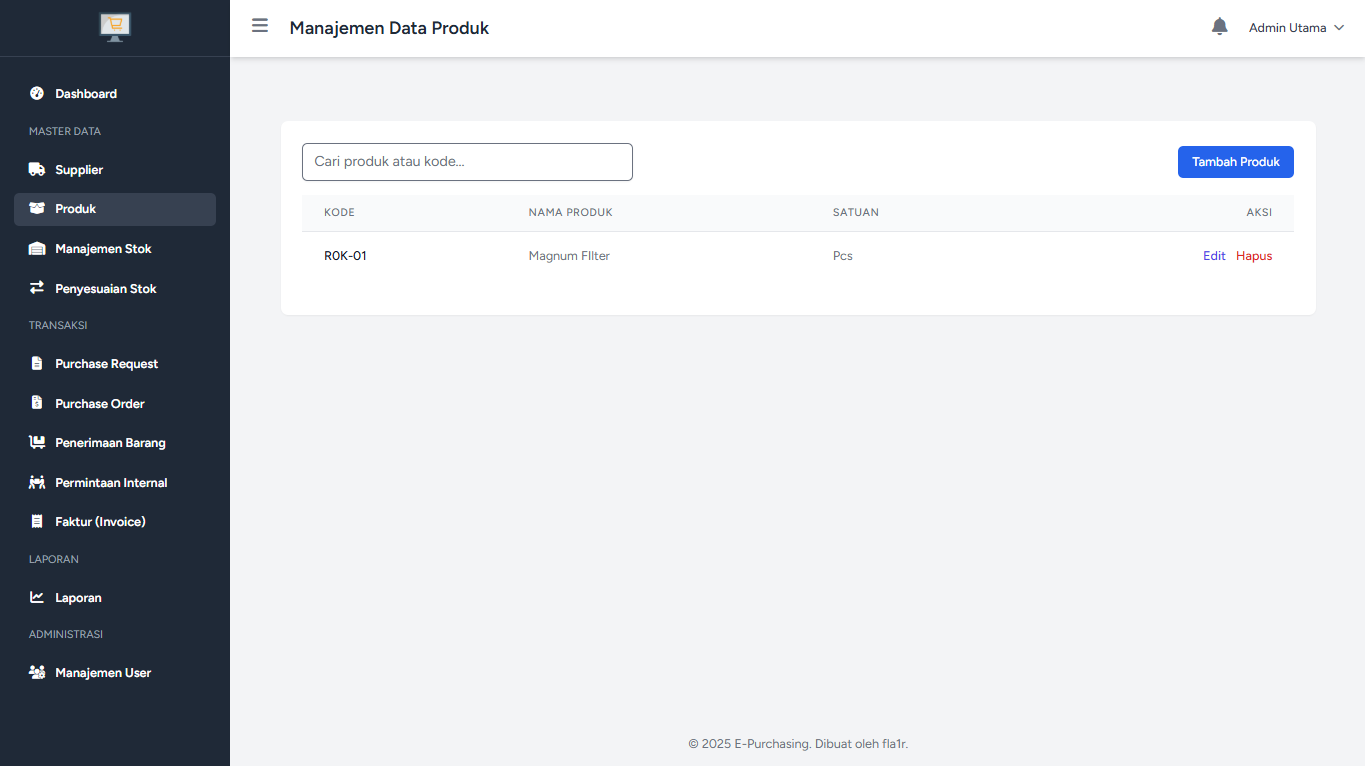 Manajemen Data Produk
Admin Utama
Dashboard
MASTER DATA
Supplier
Produk
Manajemen Stok
Penyesuaian Stok
TRANSAKSI
Purchase Request
Purchase Order
Penerimaan Barang
Permintaan Internal
Faktur (Invoice)
LAPORAN
Laporan
ADMINISTRASI
Manajemen User
Cari produk atau kode...
Tambah Produk
KODE NAMA PRODUK SATUAN AKSI
R0K-01 Magnum FIlter Pcs Edit Hapus
© 2025 E-Purchasing. Dibuat oleh fla1r.